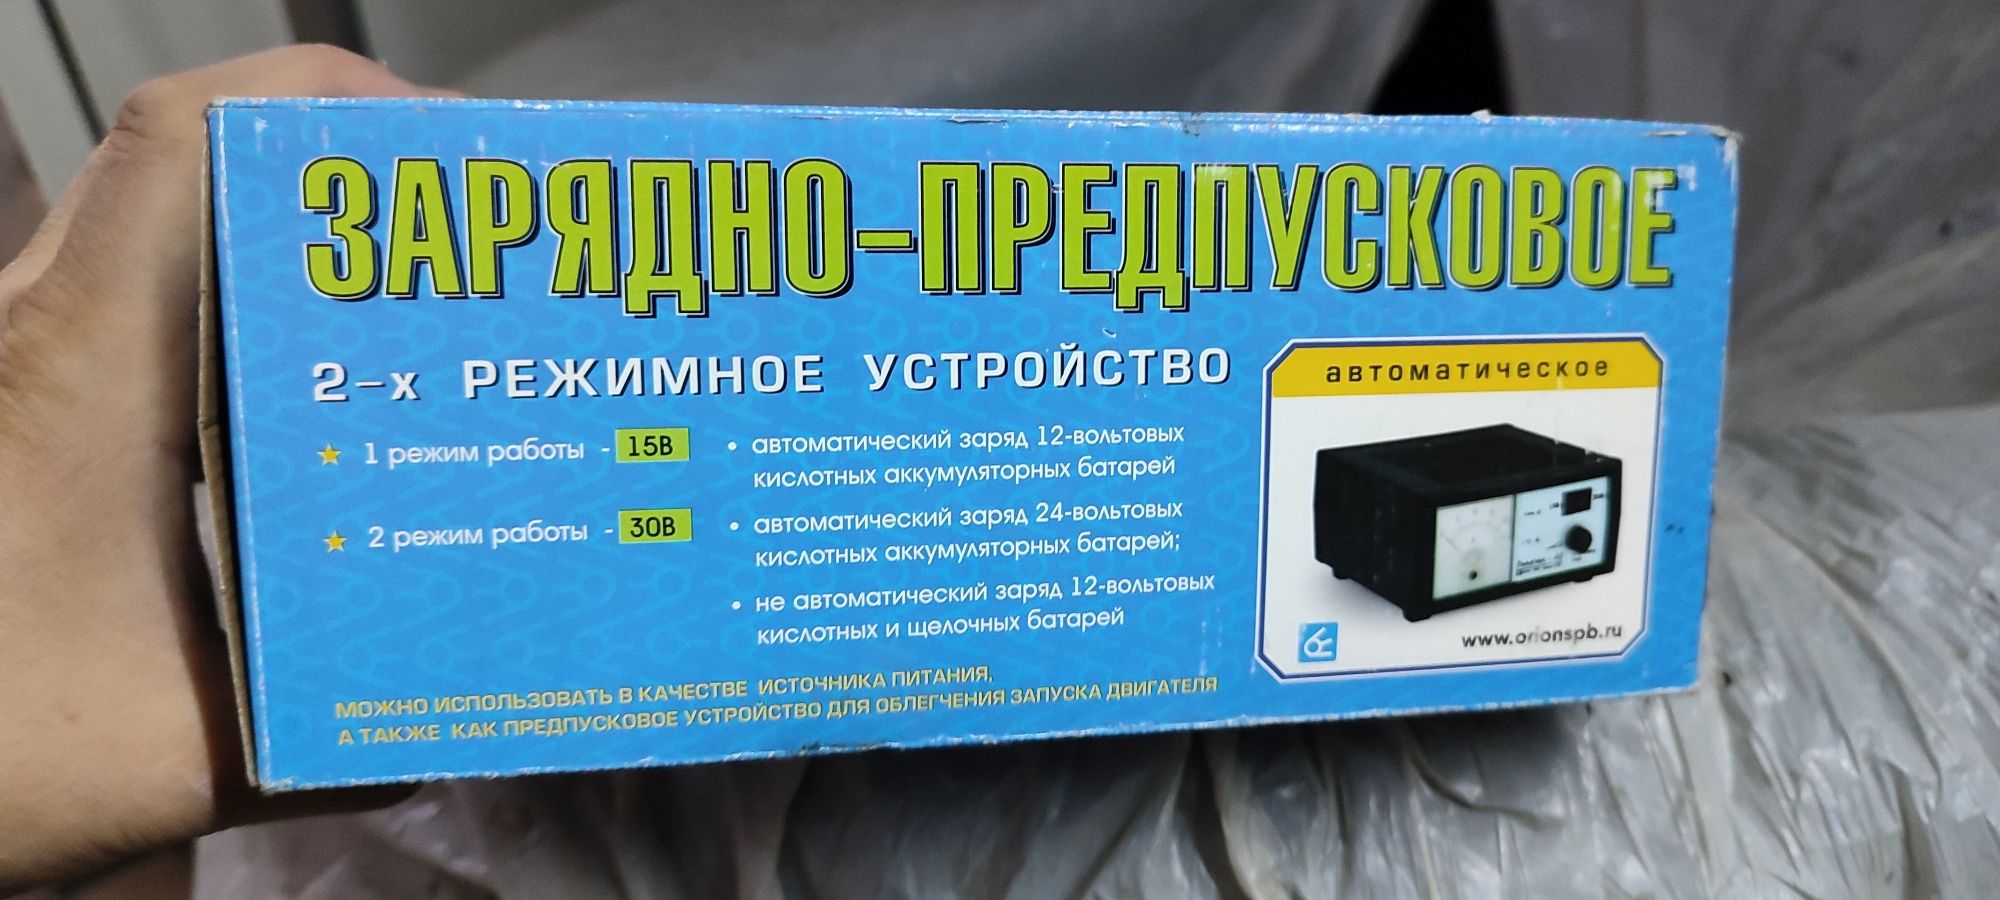 ЗАРЯДНО-ПРЕДПУСКОВОЕ
2-х РЕЖИМНОЕ УСТРОЙСТВО
автоматическое
1 режим работы - 15В
• автоматический заряд 12-вольтовых
кислотных аккумуляторных батарей
2 режим работы - 30В
• автоматический заряд 24-вольтовых
кислотных аккумуляторных батарей;
• не автоматический заряд 12-вольтовых
кислотных и щелочных батарей
www.orionspb.ru
МОЖНО ИСПОЛЬЗОВАТЬ В КАЧЕСТВЕ ИСТОЧНИКА ПИТАНИЯ,
А ТАКЖЕ КАК ПРЕДПУСКОВОЕ УСТРОЙСТВО ДЛЯ ОБЛЕГЧЕНИЯ ЗАПУСКА ДВИГАТЕЛЯ